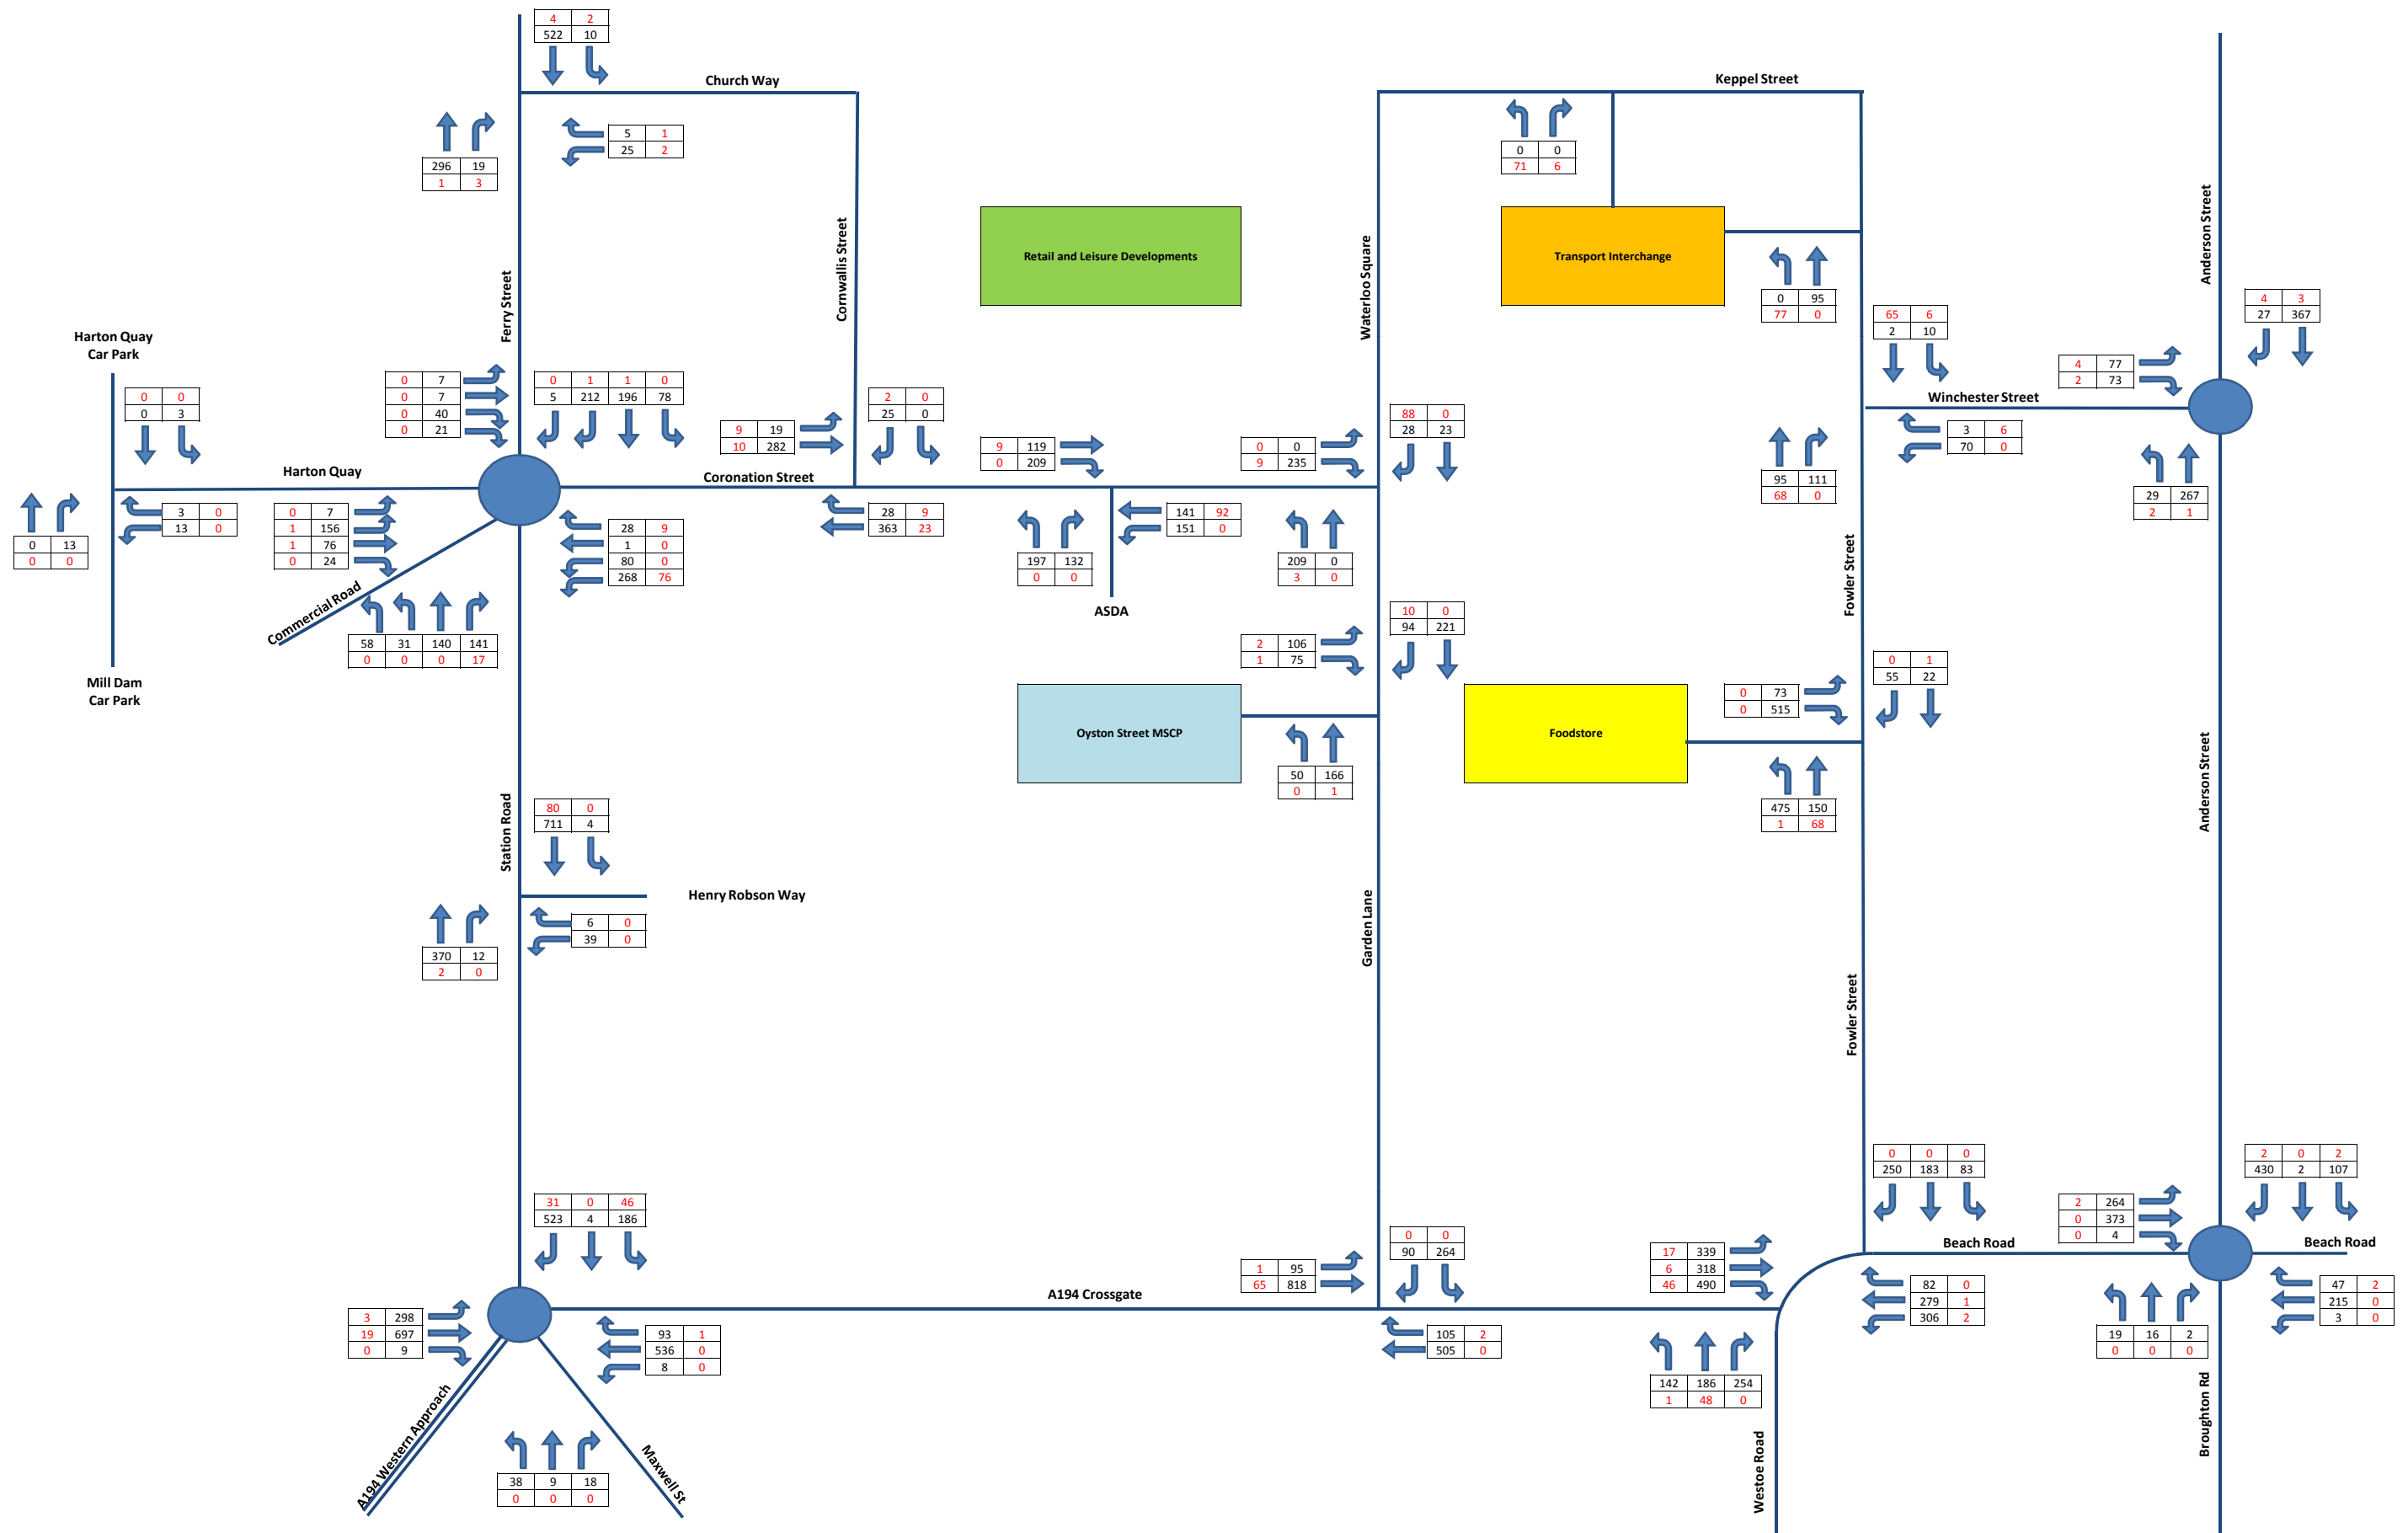 4 2
522 10
Church Way
Keppel Street
5 1
25 2
0 0
71 6
296 19
1 3
Ferry Street
Cornwallis Street
Retail and Leisure Developments
Waterloo Square
Transport Interchange
Anderson Street
0 95
77 0
65 6
2 10
4 3
27 367
Harton Quay
Car Park
4 77
2 73
Winchester Street
0 0
0 3
0 7
0 7
0 40
0 21
0 1 1 0
5 212 196 78
9 19
10 282
2 0
25 0
9 119
0 209
0 0
9 235
88 0
28 23
3 6
70 0
Harton Quay
Coronation Street
95 111
68 0
29 267
2 1
0 13
0 0
3 0
13 0
0 7
1 156
1 76
0 24
28 9
1 0
80 0
268 76
28 9
363 23
197 132
0 0
141 92
151 0
209 0
3 0
Fowler Street
Commercial Road
ASDA
58 31 140 141
0 0 0 17
2 106
1 75
10 0
94 221
0 1
55 22
Mill Dam
Car Park
0 73
0 515
Oyston Street MSCP
Foodstore
50 166
0 1
475 150
1 68
Station Road
80 0
711 4
Anderson Street
Henry Robson Way
6 0
39 0
370 12
2 0
Garden Lane
Fowler Street
0 0 0
250 183 83
2 0 2
430 2 107
31 0 46
523 4 186
2 264
0 373
0 4
0 0
90 264
17 339
6 318
46 490
Beach Road
Beach Road
1 95
65 818
A194 Crossgate
82 0
279 1
306 2
47 2
215 0
3 0
3 298
19 697
0 9
93 1
536 0
8 0
105 2
505 0
142 186 254
1 48 0
19 16 2
0 0 0
A194 Western Approach
Maxwell St
38 9 18
0 0 0
Westoe Road
Broughton Rd